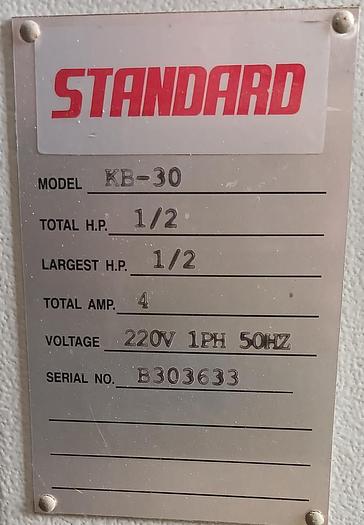 STANDARD
MODEL KB-30
TOTAL H.P. 1/2
LARGEST H.P. 1/2
TOTAL AMP. 4
VOLTAGE 220V 1PH 50HZ
SERIAL NO. B303633